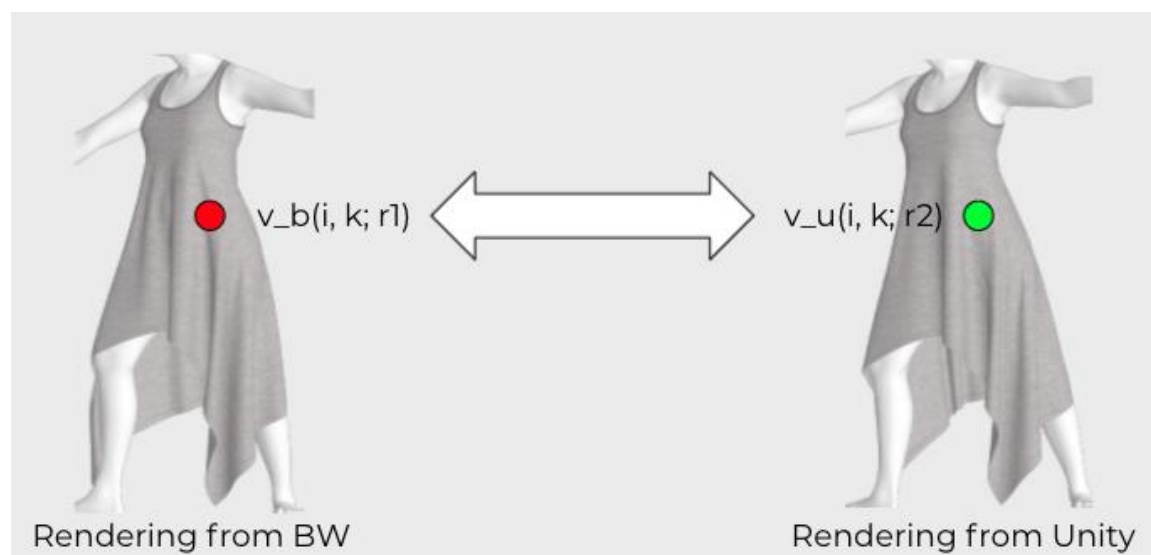 v_b(i, k; r1)
v_u(i, k; r2)
Rendering from BW
Rendering from Unity